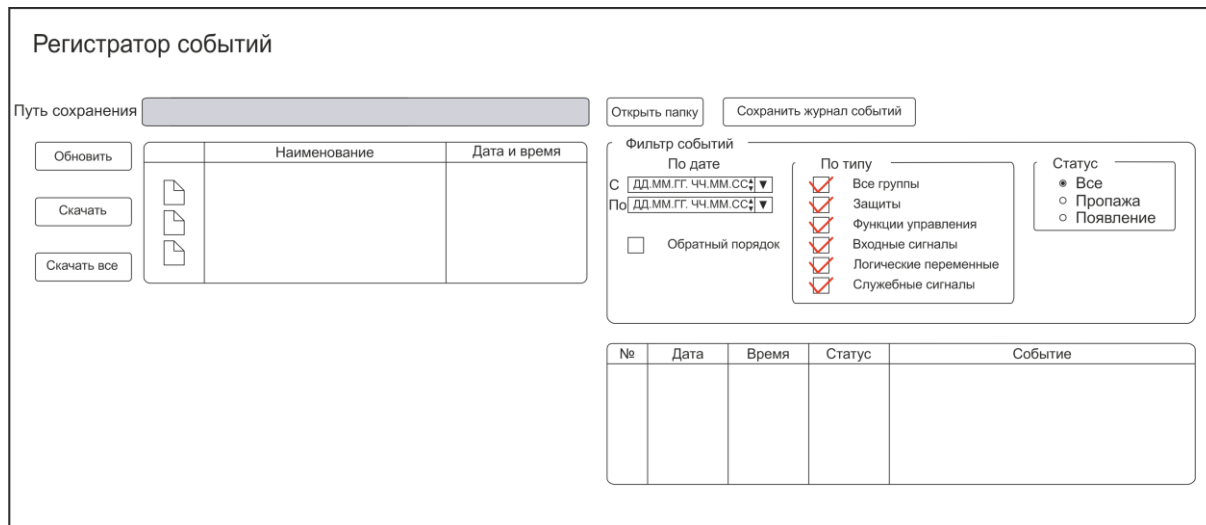 Регистратор событий
Путь сохранения
Открыть папку
Сохранить журнал событий
Обновить
Скачать
Скачать все
Наименование
Дата и время
Фильтр событий
По дате
С ДД.ММ.ГГ. ЧЧ.ММ.СС
По ДД.ММ.ГГ. ЧЧ.ММ.СС
Обратный порядок
По типу
Все группы
Защиты
Функции управления
Входные сигналы
Логические переменные
Служебные сигналы
Статус
Все
Пропажа
Появление
№ Дата Время Статус Событие